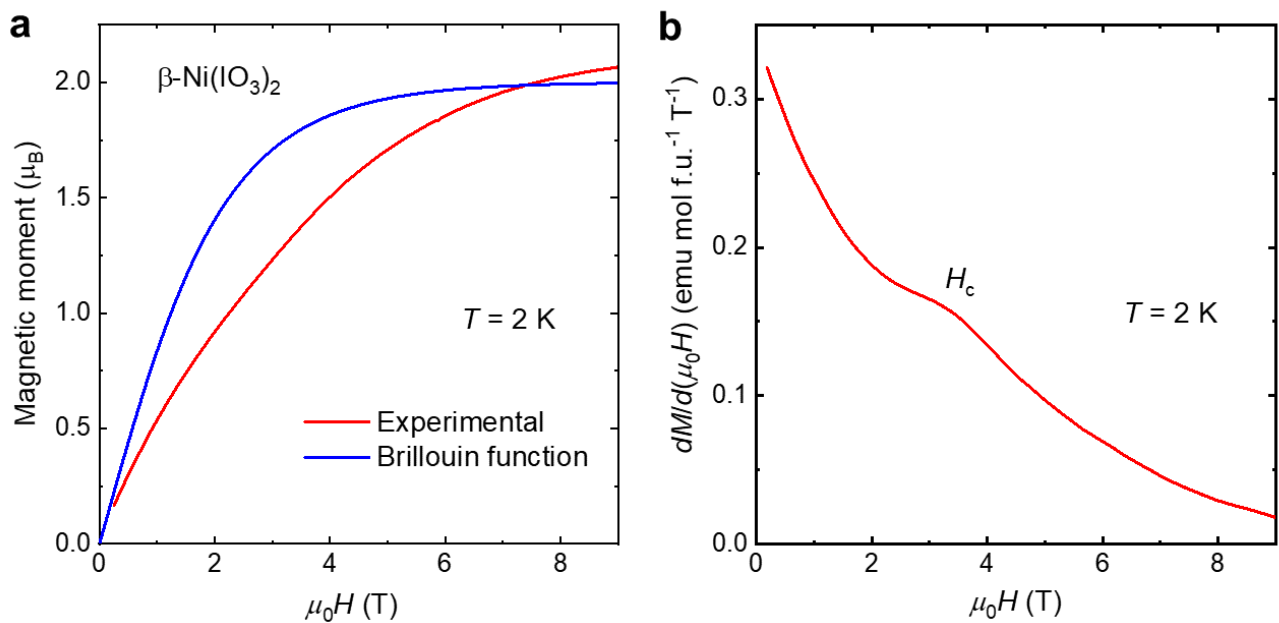 a
β-Ni(IO₃)₂
T = 2 K
Experimental
Brillouin function
Magnetic moment (μ_B)
2.0
1.5
1.0
0.5
0.0
0 2 4 6 8
μ₀H (T)
b
H_c
T = 2 K
dM/d(μ₀H) (emu mol f.u.⁻¹ T⁻¹)
0.3
0.2
0.1
0.0
0 2 4 6 8
μ₀H (T)